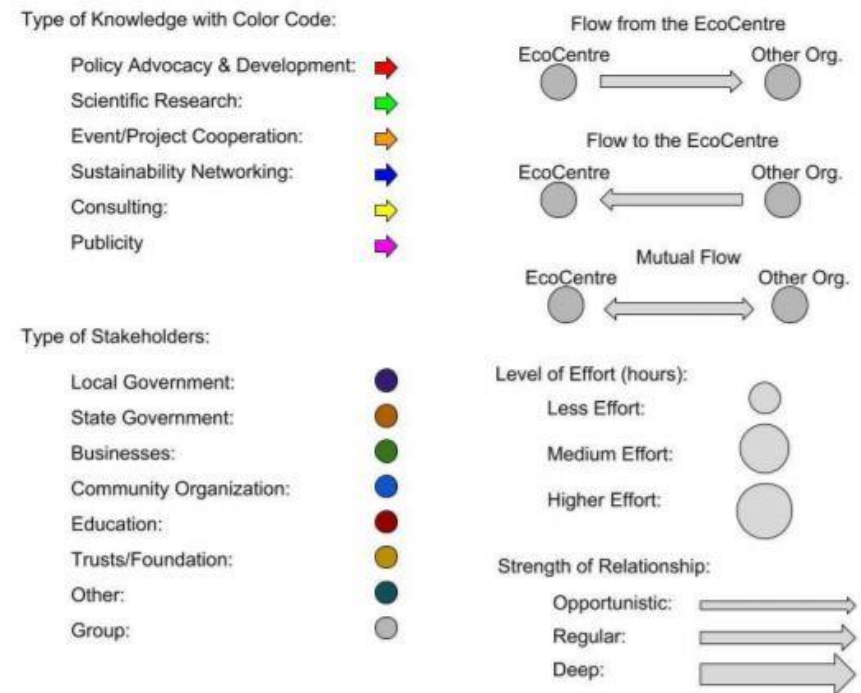 Type of Knowledge with Color Code:
Policy Advocacy & Development:
Scientific Research:
Event/Project Cooperation:
Sustainability Networking:
Consulting:
Publicity
Type of Stakeholders:
Local Government:
State Government:
Businesses:
Community Organization:
Education:
Trusts/Foundation:
Other:
Group:
Flow from the EcoCentre
EcoCentre Other Org.
Flow to the EcoCentre
EcoCentre Other Org.
Mutual Flow
EcoCentre Other Org.
Level of Effort (hours):
Less Effort:
Medium Effort:
Higher Effort:
Strength of Relationship:
Opportunistic:
Regular:
Deep: